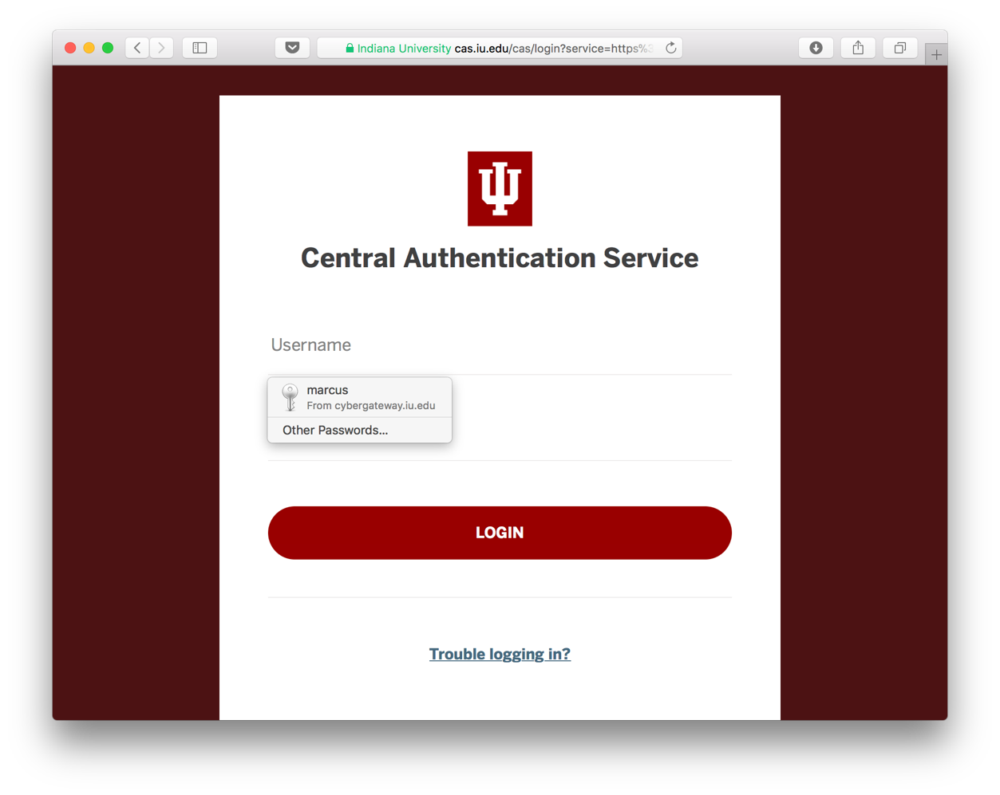 Indiana University cas.iu.edu/cas/login?service=https%3
Central Authentication Service
Username
marcus
From cybergateway.iu.edu
Other Passwords...
LOGIN
Trouble logging in?